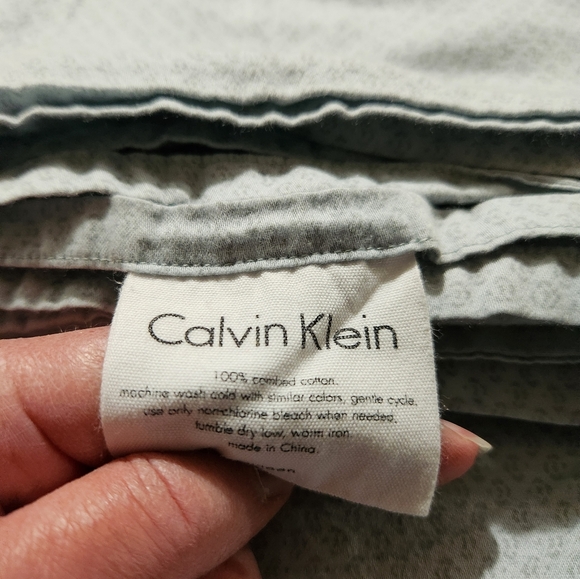 Calvin Klein
100% combed cotton.
machine wash cold with similar colors, gentle cycle.
use only non-chlorine bleach when needed.
tumble dry low, warm iron.
made in China.